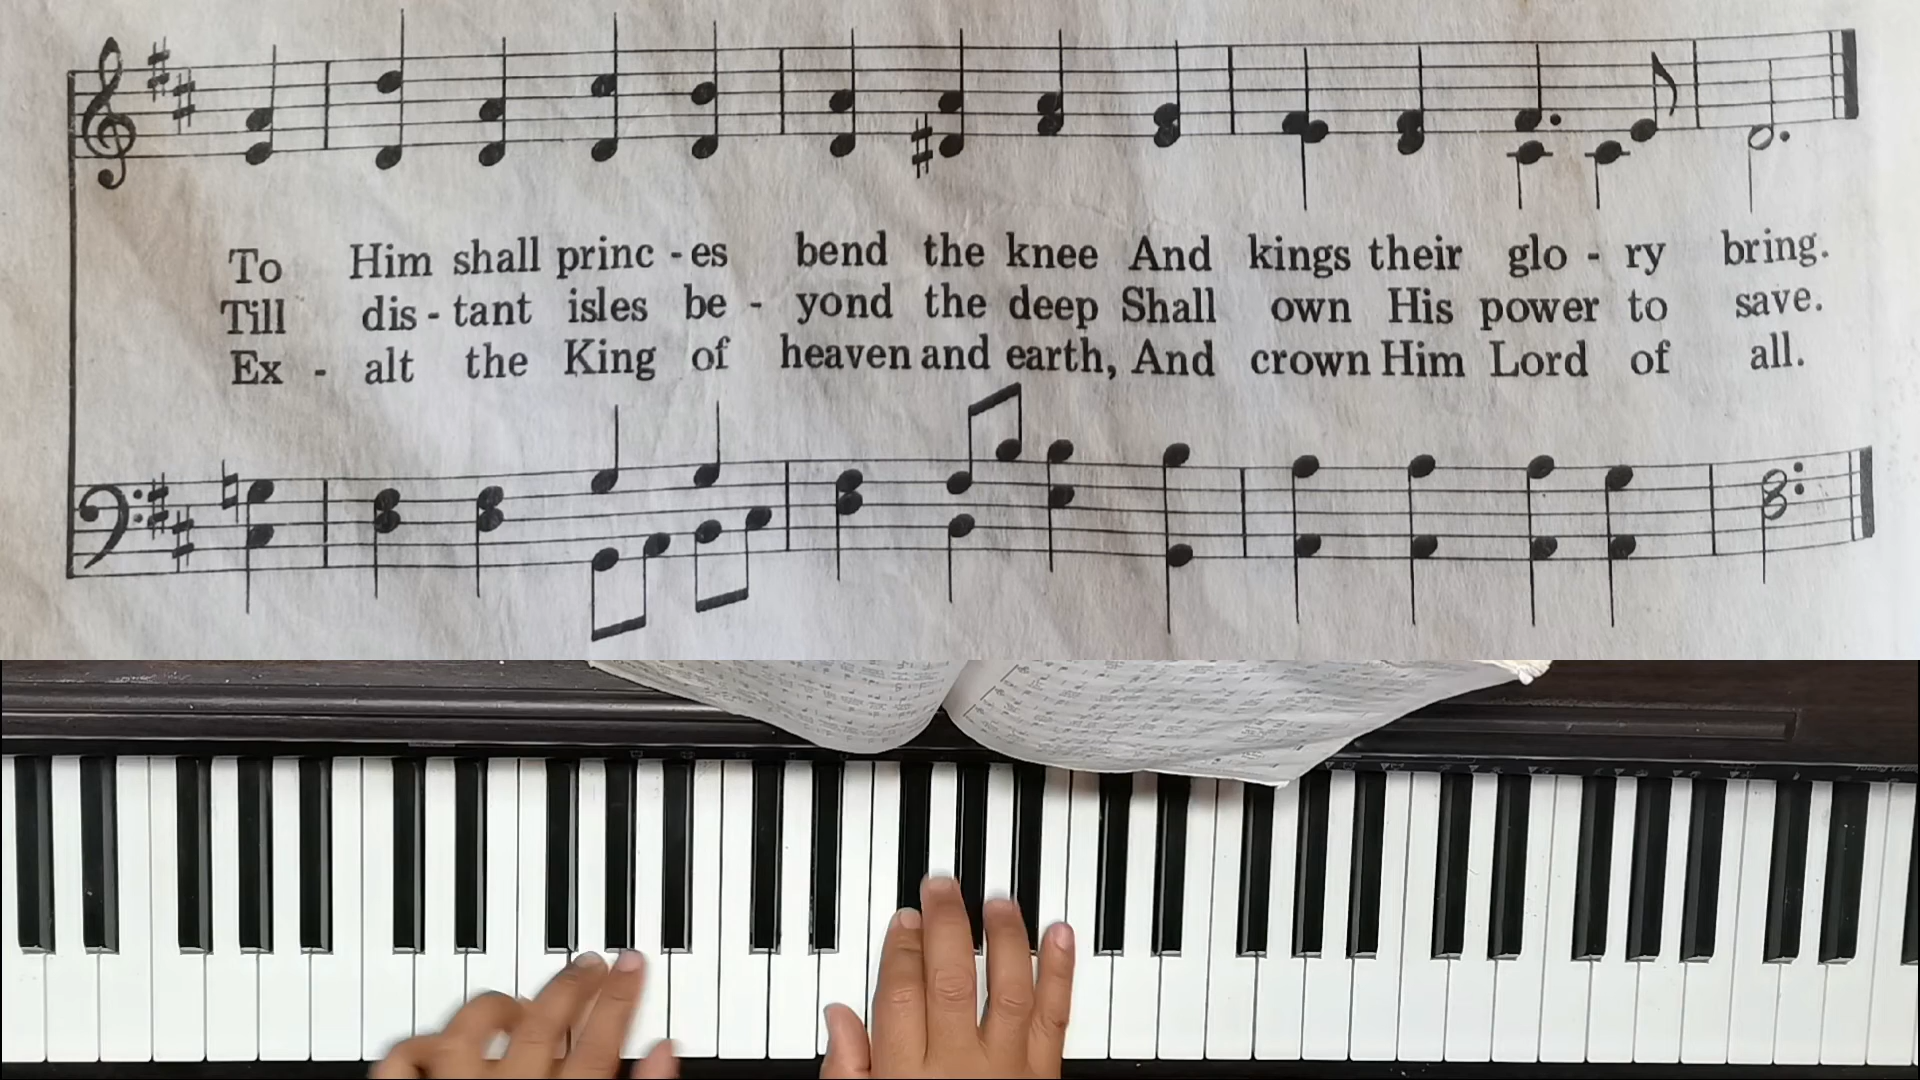 To Him shall princ - es bend the knee And kings their glo - ry bring.
Till dis - tant isles be - yond the deep Shall own His power to save.
Ex - alt the King of heaven and earth, And crown Him Lord of all.